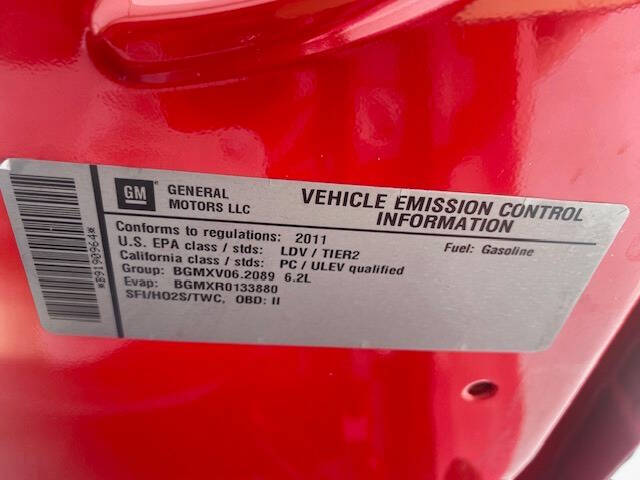 *B9190964*
GM
GENERAL
MOTORS LLC
VEHICLE EMISSION CONTROL
INFORMATION
Conforms to regulations: 2011
Fuel: Gasoline
U.S. EPA class / stds: LDV / TIER2
California class / stds: PC / ULEV qualified
Group: BGMXV06.2089 6.2L
Evap: BGMXR0133880
SFI/HO2S/TWC, OBD: II